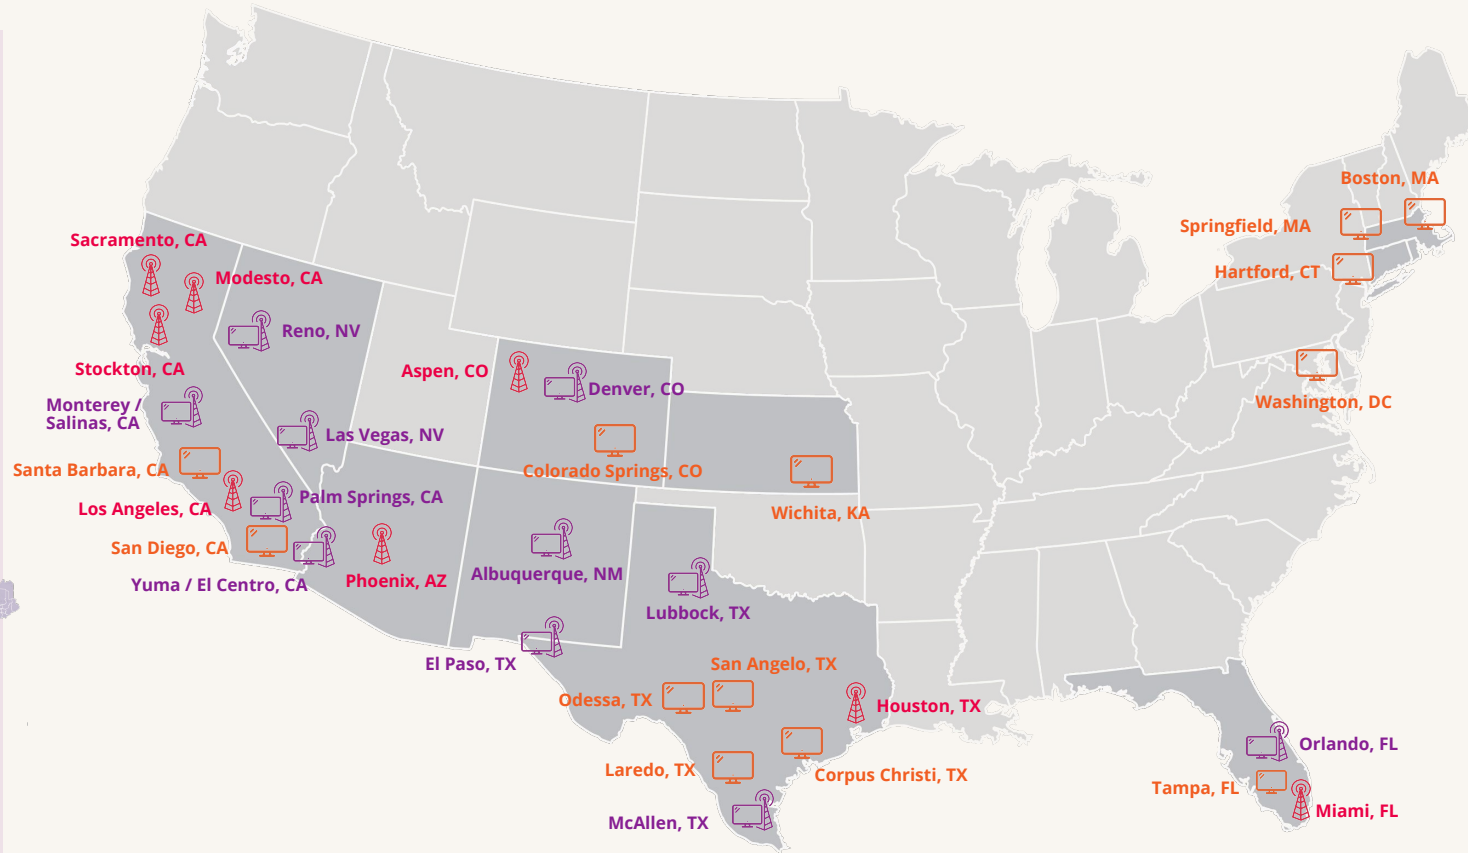 Boston, MA
Springfield, MA
Sacramento, CA
Hartford, CT
Modesto, CA
Reno, NV
Stockton, CA
Aspen, CO
Denver, CO
Washington, DC
Monterey /
Salinas, CA
Las Vegas, NV
Santa Barbara, CA
Colorado Springs, CO
Palm Springs, CA
Los Angeles, CA
Wichita, KA
San Diego, CA
Albuquerque, NM
Phoenix, AZ
Yuma / El Centro, CA
Lubbock, TX
El Paso, TX
San Angelo, TX
Odessa, TX
Houston, TX
Orlando, FL
Laredo, TX
Corpus Christi, TX
Tampa, FL
Miami, FL
McAllen, TX